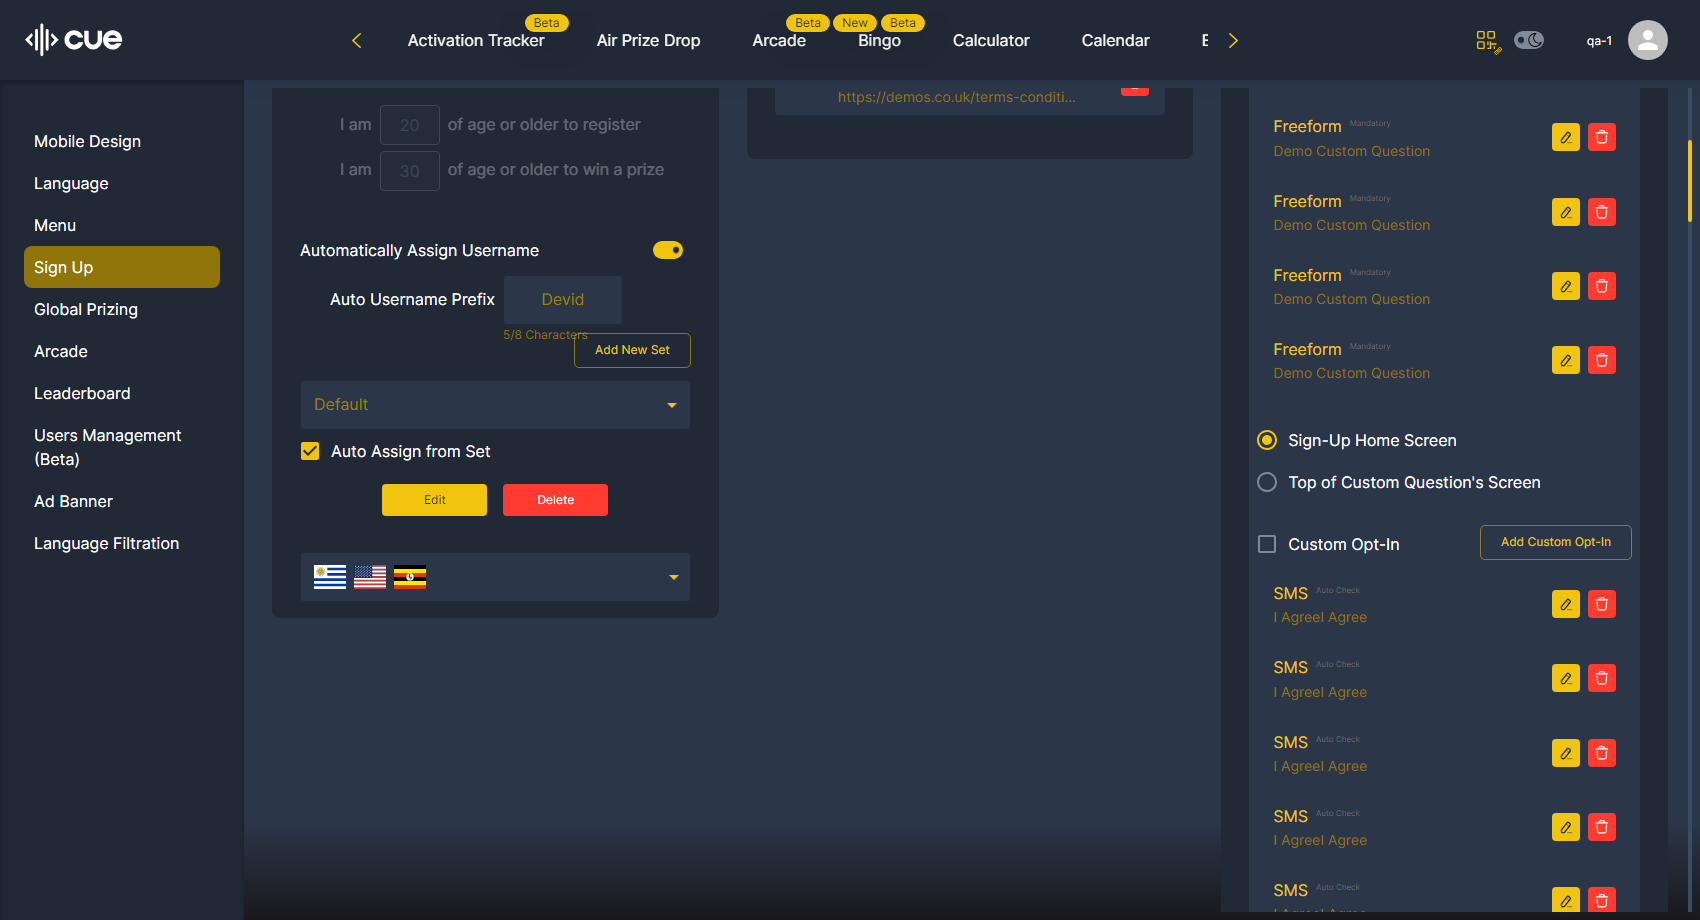 cue
Beta
Beta
New
Beta
Activation Tracker
Air Prize Drop
Arcade
Bingo
Calculator
Calendar
qa-1
Mobile Design
Language
Menu
Sign Up
Global Prizing
Arcade
Leaderboard
Users Management
(Beta)
Ad Banner
Language Filtration
I am 20 of age or older to register
I am 30 of age or older to win a prize
Automatically Assign Username
Auto Username Prefix Devid
5/8 Characters
Add New Set
Default
Auto Assign from Set
Edit
Delete
https://demos.co.uk/terms-conditi...
Freeform Mandatory
Demo Custom Question
Freeform Mandatory
Demo Custom Question
Freeform Mandatory
Demo Custom Question
Freeform Mandatory
Demo Custom Question
Sign-Up Home Screen
Top of Custom Question's Screen
Custom Opt-In
Add Custom Opt-In
SMS Auto Check
I AgreeI Agree
SMS Auto Check
I AgreeI Agree
SMS Auto Check
I AgreeI Agree
SMS Auto Check
I AgreeI Agree
SMS Auto Check